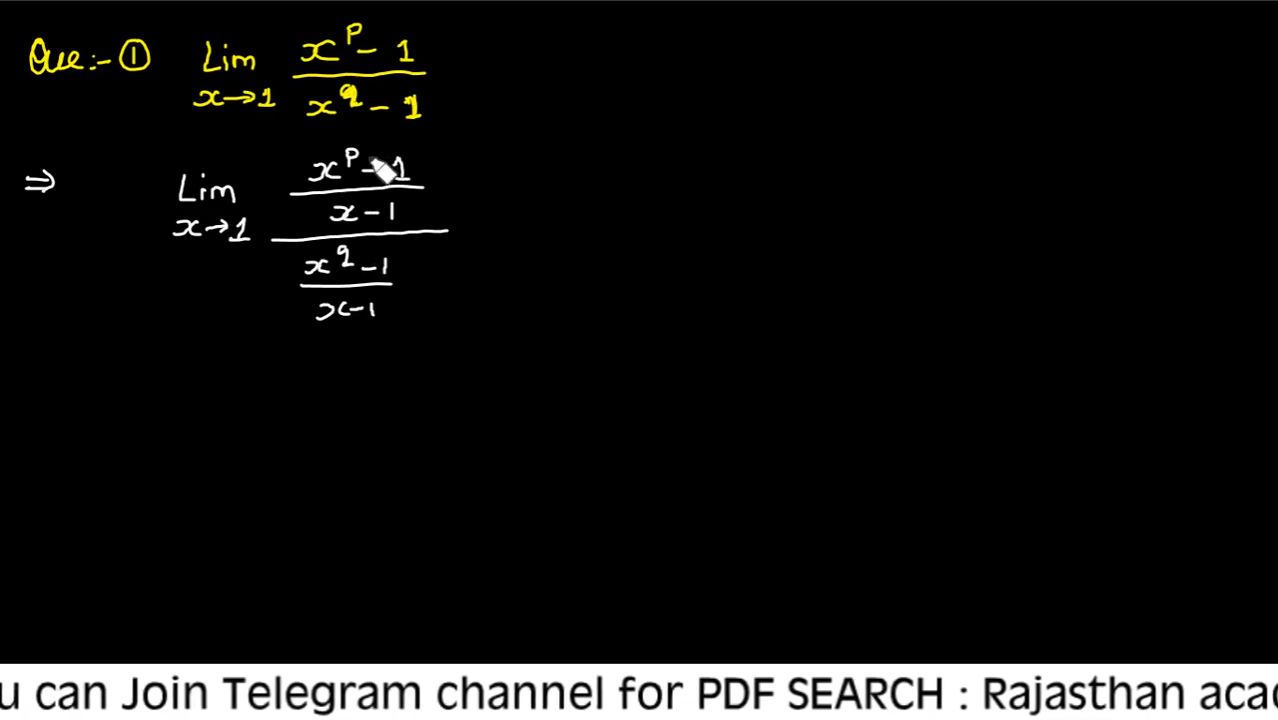 Que:- ① Lim x→1 (x^p - 1)/(x^q - 1)
⇒ Lim x→1 ((x^p - 1)/(x - 1))/((x^q - 1)/(x - 1))
u can Join Telegram channel for PDF SEARCH : Rajasthan aca